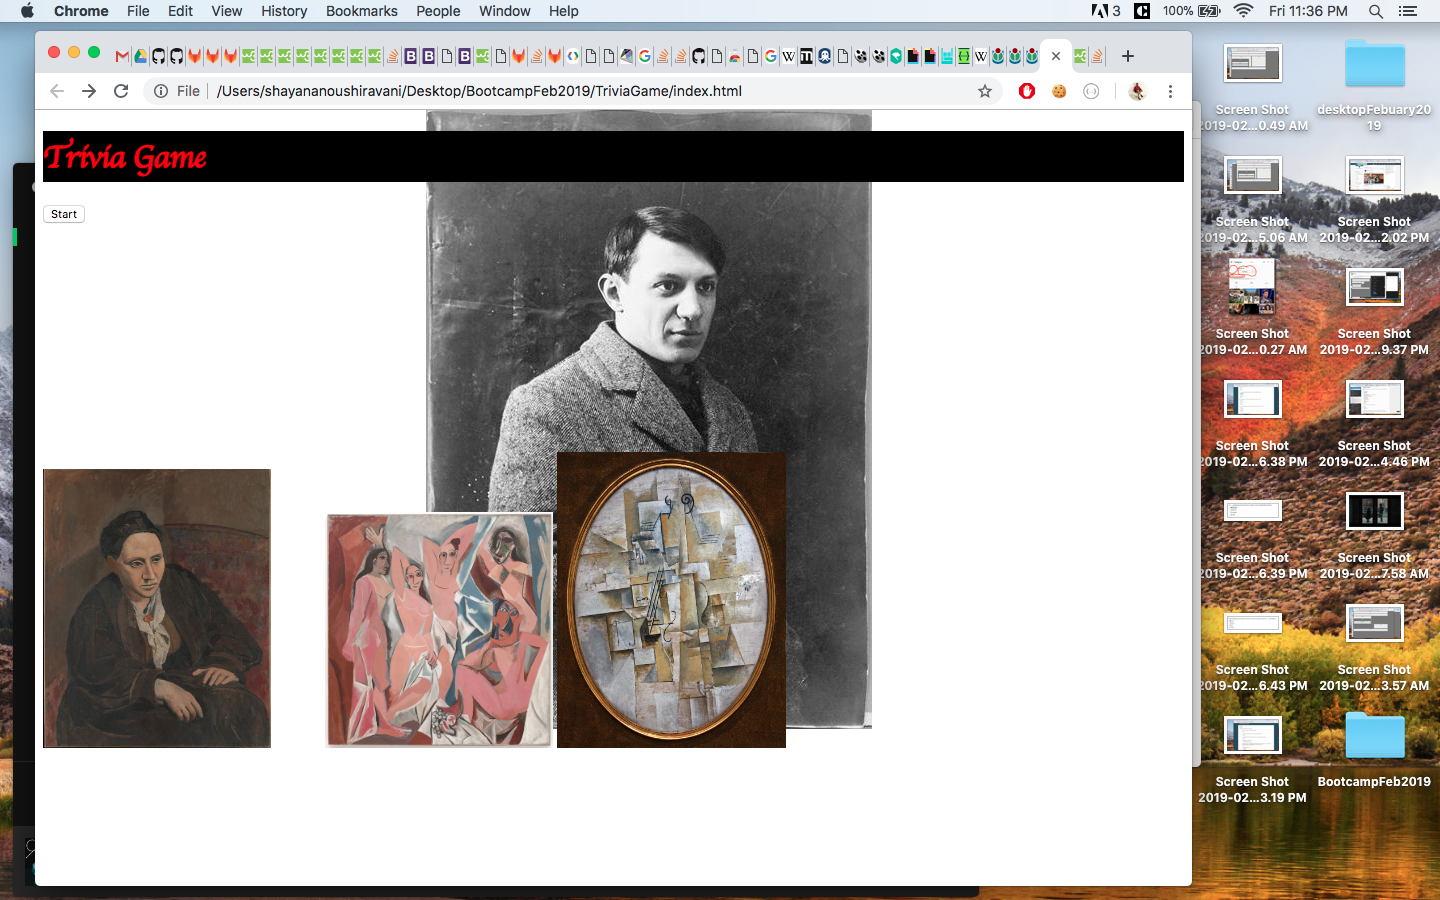 Chrome File Edit View History Bookmarks People Window Help
3 100% Fri 11:36 PM
File /Users/shayananoushiravani/Desktop/BootcampFeb2019/TriviaGame/index.html
Trivia Game
Start
Screen Shot
2019-02...0.49 AM
desktopFebuary20
19
Screen Shot
2019-02...5.06 AM
Screen Shot
2019-02...2.02 PM
Screen Shot
2019-02...0.27 AM
Screen Shot
2019-02...9.37 PM
Screen Shot
2019-02...6.38 PM
Screen Shot
2019-02...4.46 PM
Screen Shot
2019-02...6.39 PM
Screen Shot
2019-02...7.58 AM
Screen Shot
2019-02...6.43 PM
Screen Shot
2019-02...3.57 AM
Screen Shot
2019-02...3.19 PM
BootcampFeb2019